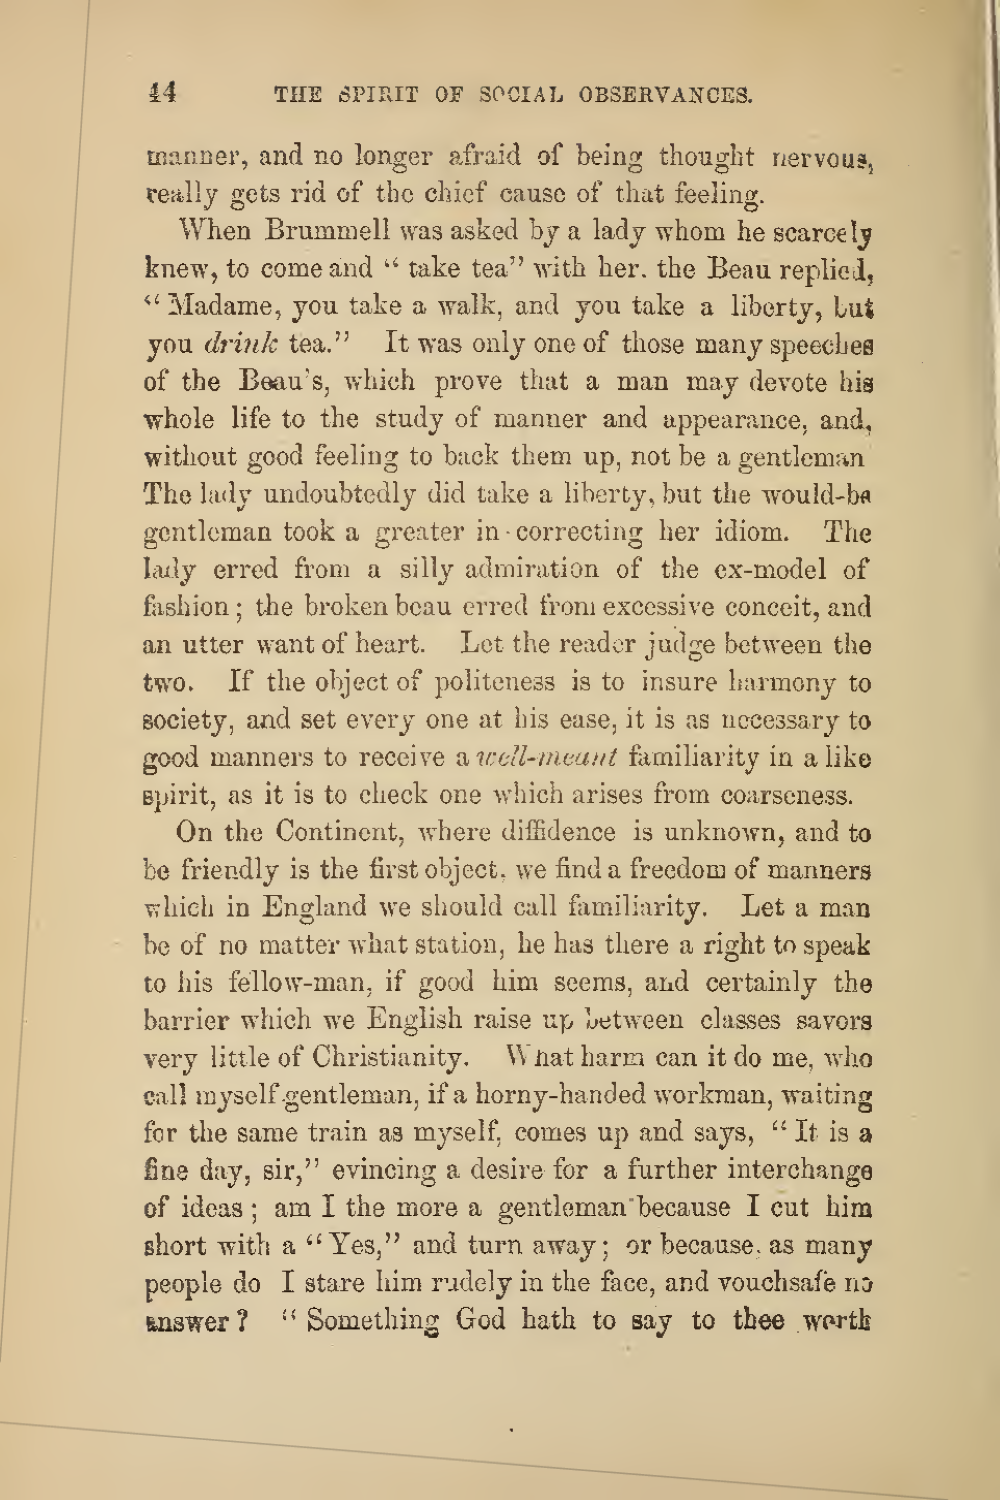 44 THE SPIRIT OF SOCIAL OBSERVANCES.
manner, and no longer afraid of being thought nervous,
really gets rid of the chief cause of that feeling.
When Brummell was asked by a lady whom he scarcely
knew, to come and “ take tea” with her. the Beau replied,
“ Madame, you take a walk, and you take a liberty, but
you drink tea.” It was only one of those many speeches
of the Beau's, which prove that a man may devote his
whole life to the study of manner and appearance, and,
without good feeling to back them up, not be a gentleman
The lady undoubtedly did take a liberty, but the would-be
gentleman took a greater in correcting her idiom. The
lady erred from a silly admiration of the ex-model of
fashion ; the broken beau erred from excessive conceit, and
an utter want of heart. Let the reader judge between the
two. If the object of politeness is to insure harmony to
society, and set every one at his ease, it is as necessary to
good manners to receive a well-meant familiarity in a like
spirit, as it is to check one which arises from coarseness.
On the Continent, where diffidence is unknown, and to
be friendly is the first object, we find a freedom of manners
which in England we should call familiarity. Let a man
be of no matter what station, he has there a right to speak
to his fellow-man, if good him seems, and certainly the
barrier which we English raise up between classes savors
very little of Christianity. What harm can it do me, who
call myself gentleman, if a horny-handed workman, waiting
for the same train as myself, comes up and says, “ It is a
fine day, sir,” evincing a desire for a further interchange
of ideas ; am I the more a gentleman because I cut him
short with a “ Yes,” and turn away ; or because, as many
people do I stare him rudely in the face, and vouchsafe no
answer ? “ Something God hath to say to thee worth